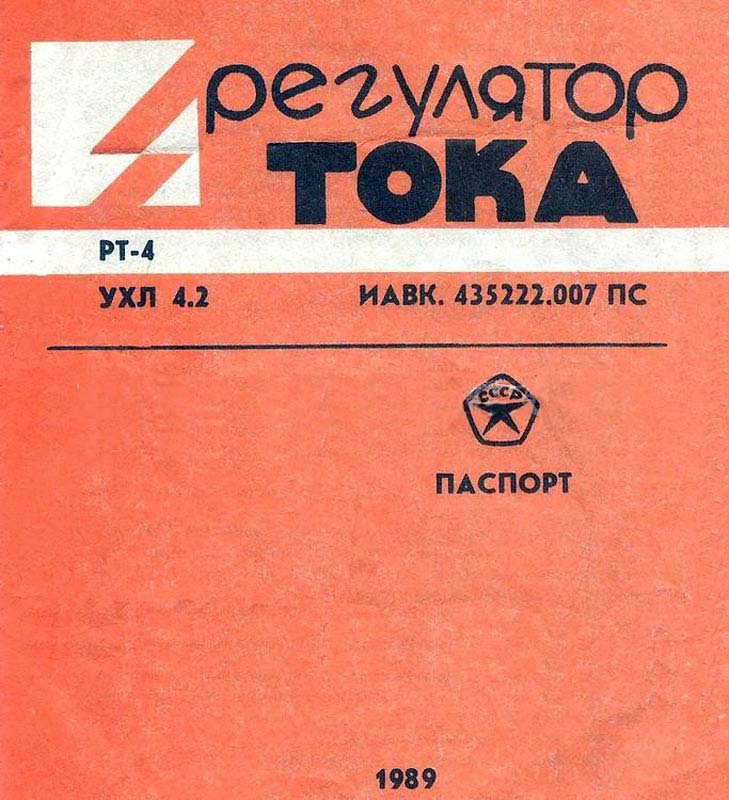 регулятор
ТОКА
РТ-4
УХЛ 4.2 ИАВК. 435222.007 ПС
СССР
ПАСПОРТ
1989